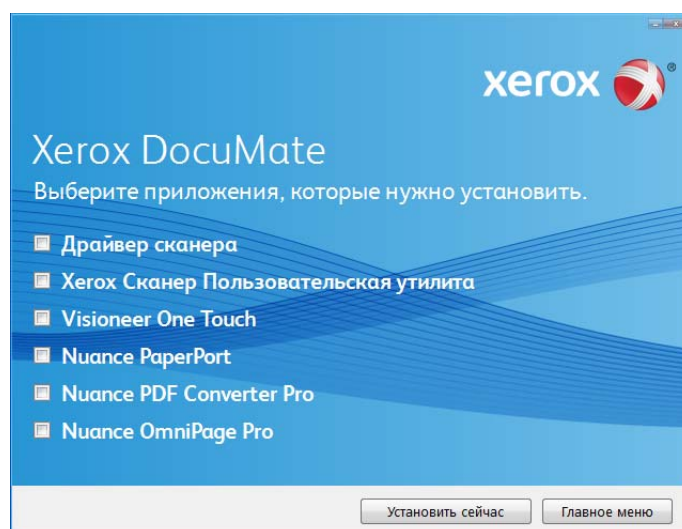 xerox
®
Xerox DocuMate
Выберите приложения, которые нужно установить.
Драйвер сканера
Xerox Сканер Пользовательская утилита
Visioneer One Touch
Nuance PaperPort
Nuance PDF Converter Pro
Nuance OmniPage Pro
Установить сейчас
Главное меню